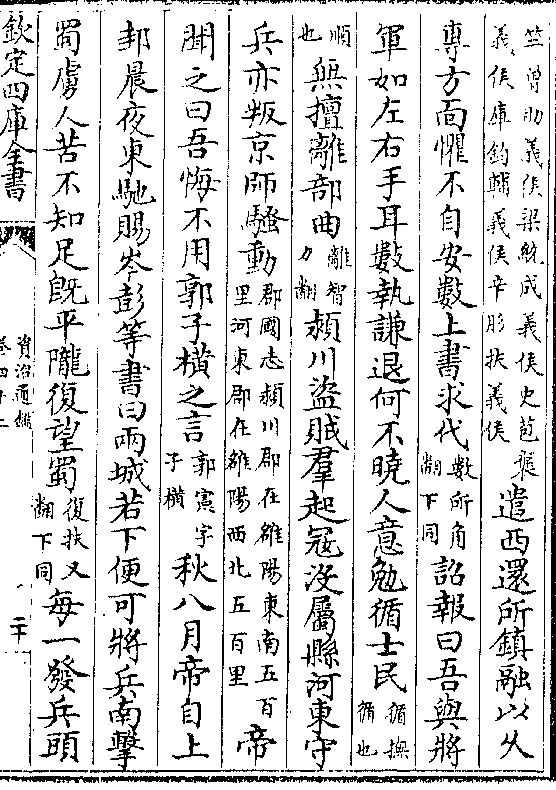 竺曽助義侯梁統成義侯史苞襃
義侯庫鈞輔義侯辛肜扶義侯
遣西還所鎮融以久
專方面懼不自安數上書求代
數所角
翻下同
詔報曰吾與將
軍如左右手耳數執謙退何不曉人意勉循士民
循撫
循也
順
也
無擅離部曲
離智
力翻
潁川盜賊羣起寇没屬縣河東守
兵亦叛京師騷動
郡國志潁川郡在雒陽東南五百
里河東郡在雒陽西北五百里
帝
聞之曰吾悔不用郭子橫之言
郭憲字
子橫
秋八月帝自上
邽晨夜東馳賜岑彭等書曰兩城若下便可將兵南擊
蜀虜人苦不知足既平隴復望蜀
復扶又
翻下同
每一發兵頭
欽定四庫全書
資治通鑑
卷四十二
二十